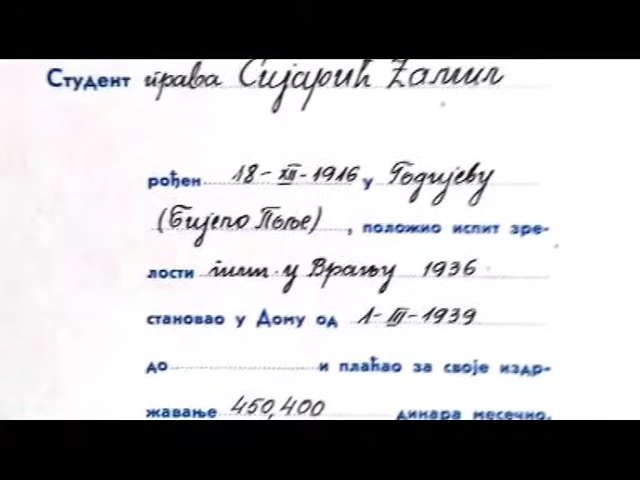 Студент права Сијарић Ћамил
рођен 18-XII-1916 у Годијеву
(Бијело Поље), положио испит зре-
лости гимн. у Врању 1936
становао у Дому од 1-III-1939
до и плаћао за своје издр-
жавање 450,400 динара месечно.